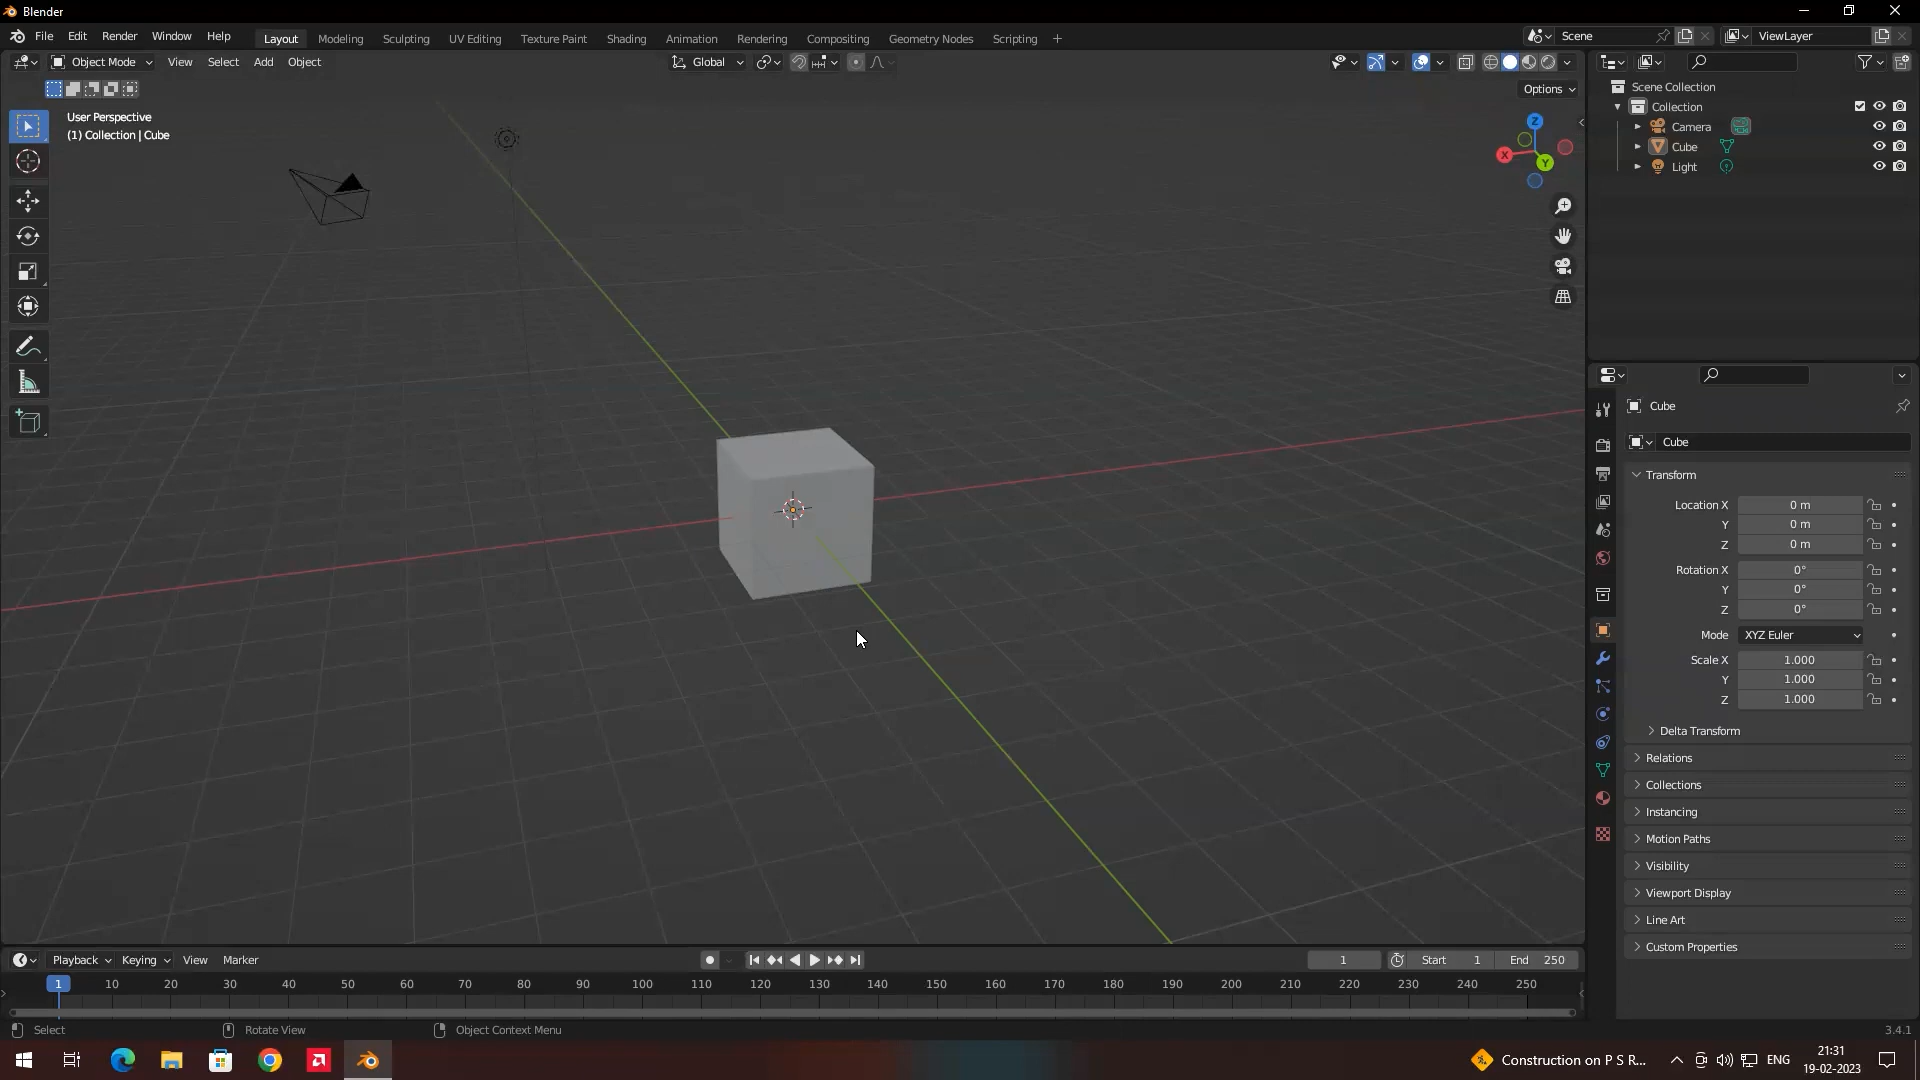 Blender
File Edit Render Window Help Layout Modeling Sculpting UV Editing Texture Paint Shading Animation Rendering Compositing Geometry Nodes Scripting + Scene ViewLayer
Object Mode View Select Add Object Global
Options
User Perspective
(1) Collection | Cube
Z
X
Y
Scene Collection
Collection
Camera
Cube
Light
Cube
Cube
Transform
Location X 0 m
Y 0 m
Z 0 m
Rotation X 0°
Y 0°
Z 0°
Mode XYZ Euler
Scale X 1.000
Y 1.000
Z 1.000
Delta Transform
Relations
Collections
Instancing
Motion Paths
Visibility
Viewport Display
Line Art
Custom Properties
Playback Keying View Marker 1 Start 1 End 250
1 10 20 30 40 50 60 70 80 90 100 110 120 130 140 150 160 170 180 190 200 210 220 230 240 250
Select Rotate View Object Context Menu 3.4.1
Construction on P S R... ENG 21:31
19-02-2023